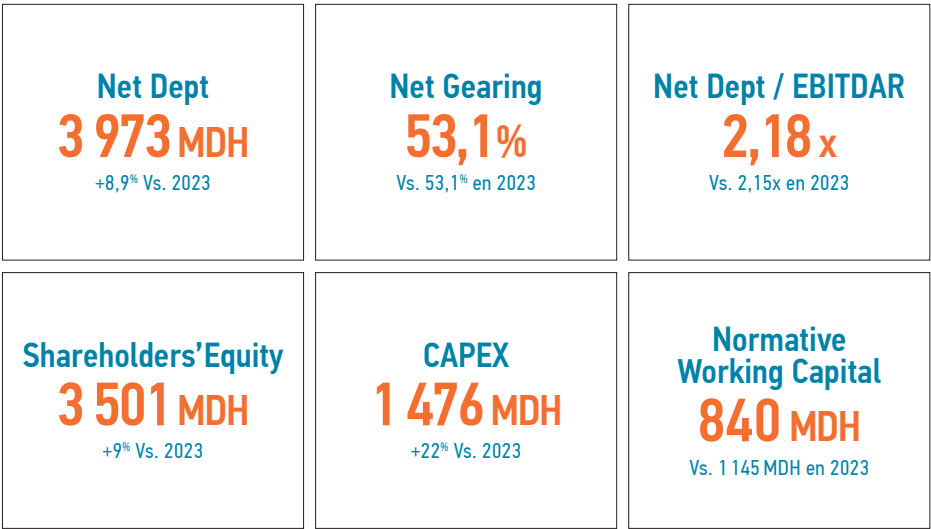 Net Dept
3 973 MDH
+8,9% Vs. 2023
Net Gearing
53,1%
Vs. 53,1% en 2023
Net Dept / EBITDAR
2,18 x
Vs. 2,15x en 2023
Shareholders'Equity
3 501 MDH
+9% Vs. 2023
CAPEX
1 476 MDH
+22% Vs. 2023
Normative
Working Capital
840 MDH
Vs. 1 145 MDH en 2023